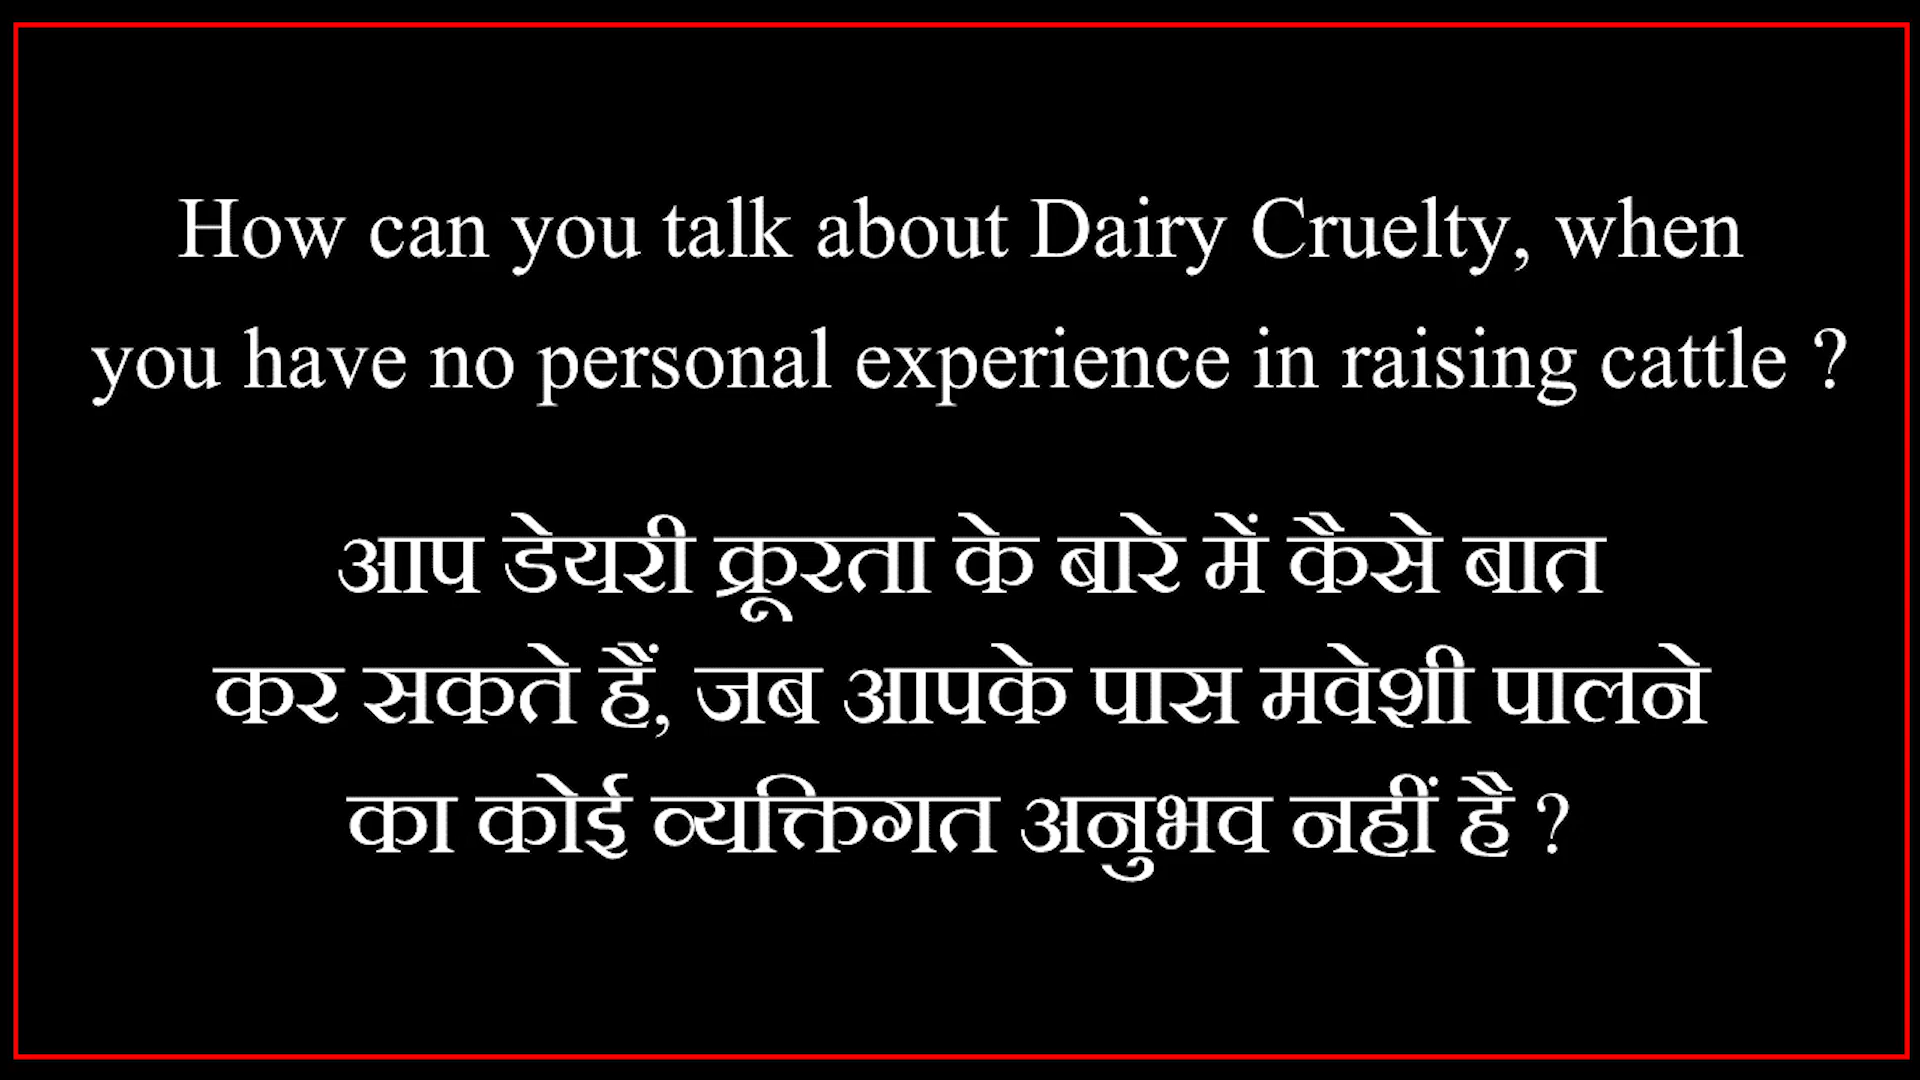 How can you talk about Dairy Cruelty, when
you have no personal experience in raising cattle ?
आप डेयरी क्रूरता के बारे में कैसे बात
कर सकते हैं, जब आपके पास मवेशी पालने
का कोई व्यक्तिगत अनुभव नहीं है ?